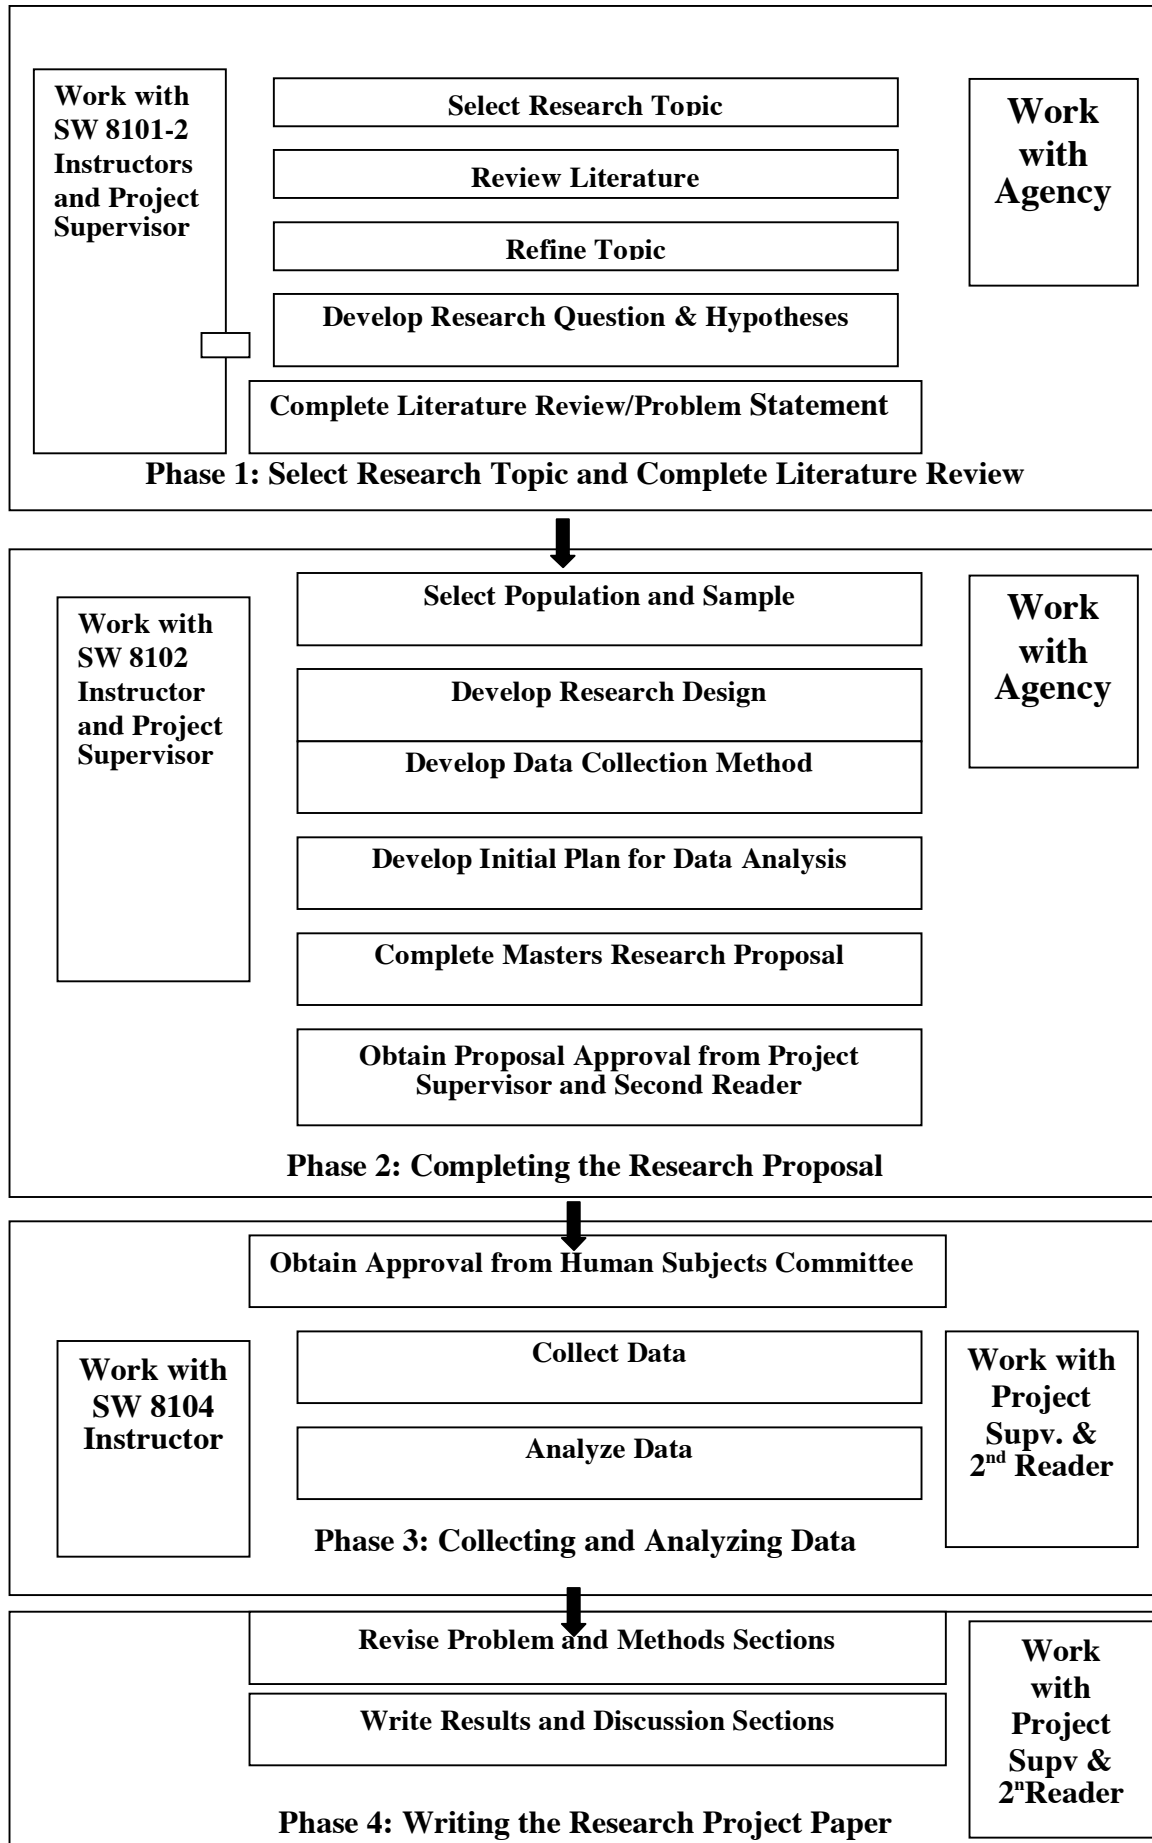 Work with
SW 8101-2
Instructors
and Project
Supervisor
Select Research Topic
Review Literature
Refine Topic
Develop Research Question & Hypotheses
Complete Literature Review/Problem Statement
Work
with
Agency
Phase 1: Select Research Topic and Complete Literature Review
Work with
SW 8102
Instructor
and Project
Supervisor
Select Population and Sample
Develop Research Design
Develop Data Collection Method
Develop Initial Plan for Data Analysis
Complete Masters Research Proposal
Obtain Proposal Approval from Project
Supervisor and Second Reader
Work
with
Agency
Phase 2: Completing the Research Proposal
Obtain Approval from Human Subjects Committee
Work with
SW 8104
Instructor
Collect Data
Analyze Data
Work with
Project
Supv. &
2nd Reader
Phase 3: Collecting and Analyzing Data
Revise Problem and Methods Sections
Write Results and Discussion Sections
Work
with
Project
Supv &
2nReader
Phase 4: Writing the Research Project Paper